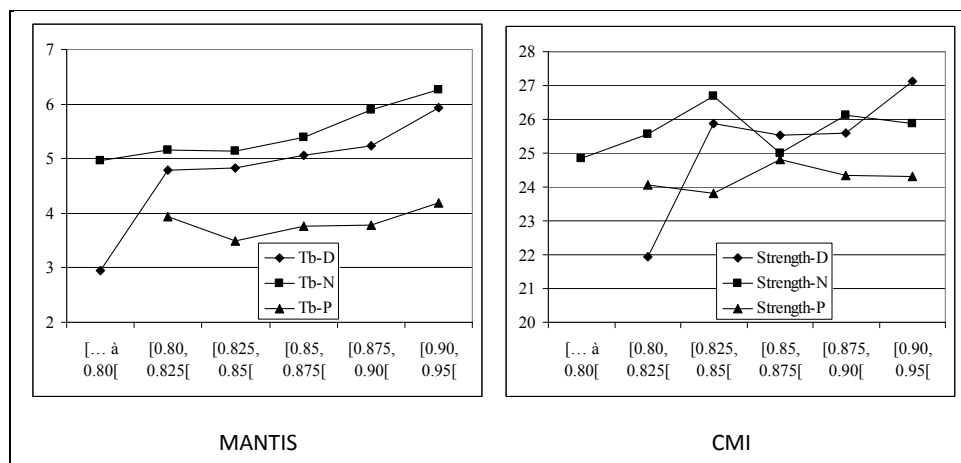 7
6
5
4
3
2
Tb-D
Tb-N
Tb-P
[… à [0.80, [0.825, [0.85, [0.875, [0.90,
0.80[ 0.825[ 0.85[ 0.875[ 0.90[ 0.95[
MANTIS
28
27
26
25
24
23
22
21
20
Strength-D
Strength-N
Strength-P
[… à [0.80, [0.825, [0.85, [0.875, [0.90,
0.80[ 0.825[ 0.85[ 0.875[ 0.90[ 0.95[
CMI